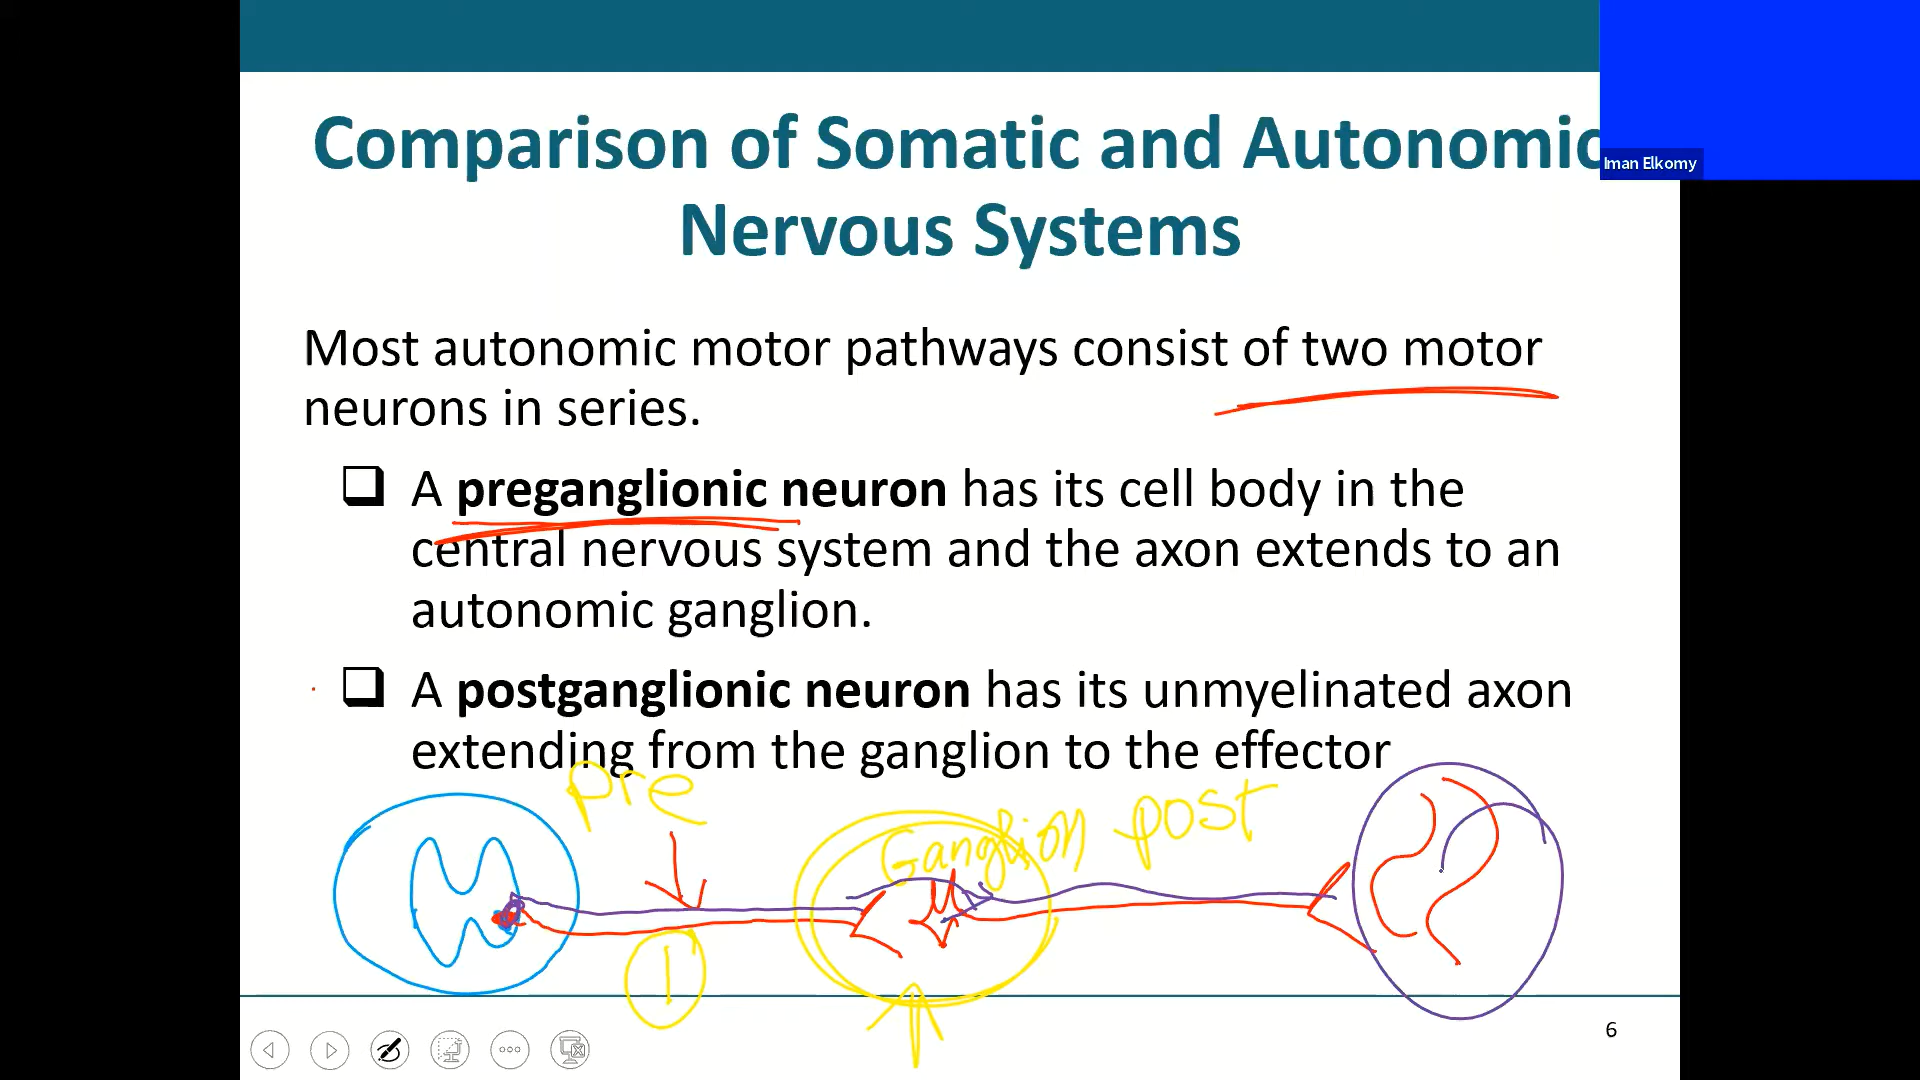 Comparison of Somatic and Autonomic
Iman Elkomy
Nervous Systems
Most autonomic motor pathways consist of two motor
neurons in series.
A preganglionic neuron has its cell body in the
central nervous system and the axon extends to an
autonomic ganglion.
A postganglionic neuron has its unmyelinated axon
extending from the ganglion to the effector
pre
Ganglion post
1
6